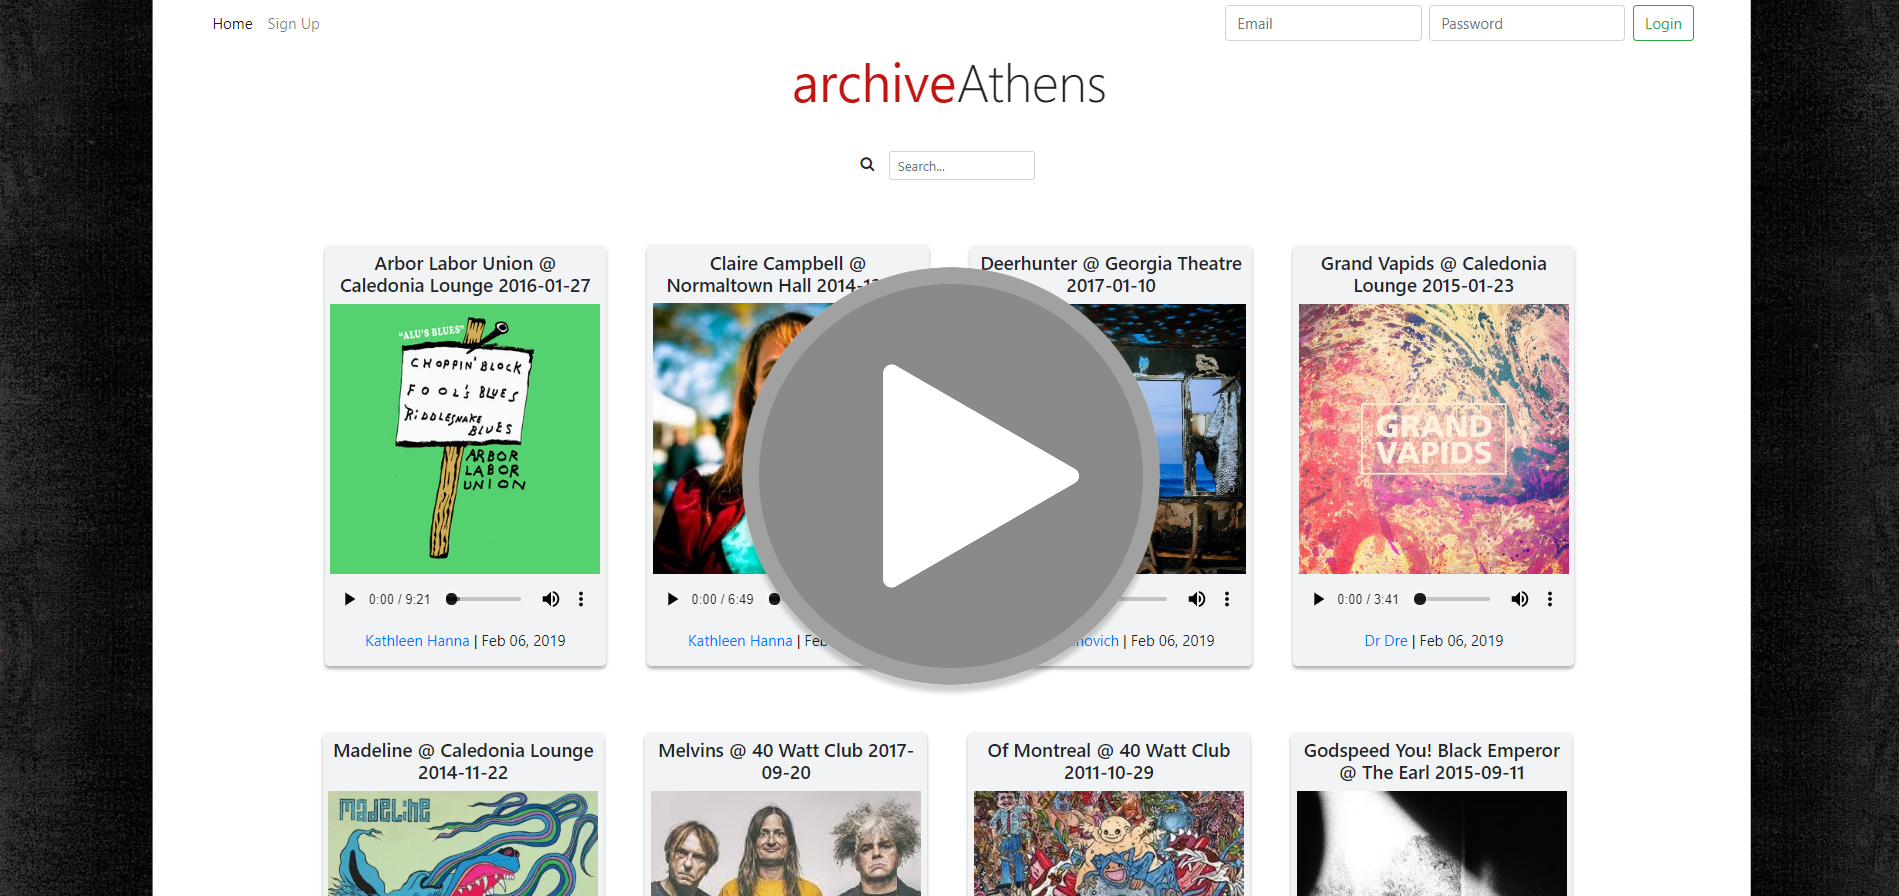 Home Sign Up Email Password Login
archiveAthens
Search...
Arbor Labor Union @
Caledonia Lounge 2016-01-27
"ALU'S BLUES"
CHOPPIN' BLOCK
FOOL'S BLUES
RIDDLESNAKE
BLUES
ARBOR
LABOR
UNION
0:00 / 9:21
Kathleen Hanna | Feb 06, 2019
Claire Campbell @
Normaltown Hall 2014-
0:00 / 6:49
Kathleen Hanna | Feb
Deerhunter @ Georgia Theatre
2017-01-10
| Feb 06, 2019
Grand Vapids @ Caledonia
Lounge 2015-01-23
GRAND
VAPIDS
0:00 / 3:41
Dr Dre | Feb 06, 2019
Madeline @ Caledonia Lounge
2014-11-22
MADELINE
Melvins @ 40 Watt Club 2017-
09-20
Of Montreal @ 40 Watt Club
2011-10-29
Godspeed You! Black Emperor
@ The Earl 2015-09-11